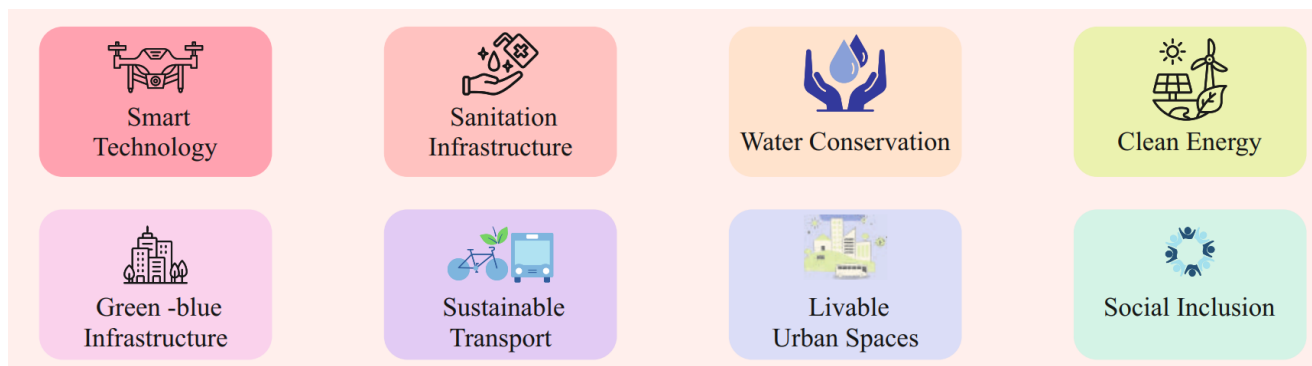 Smart
Technology
Sanitation
Infrastructure
Water Conservation
Clean Energy
Green -blue
Infrastructure
Sustainable
Transport
Livable
Urban Spaces
Social Inclusion